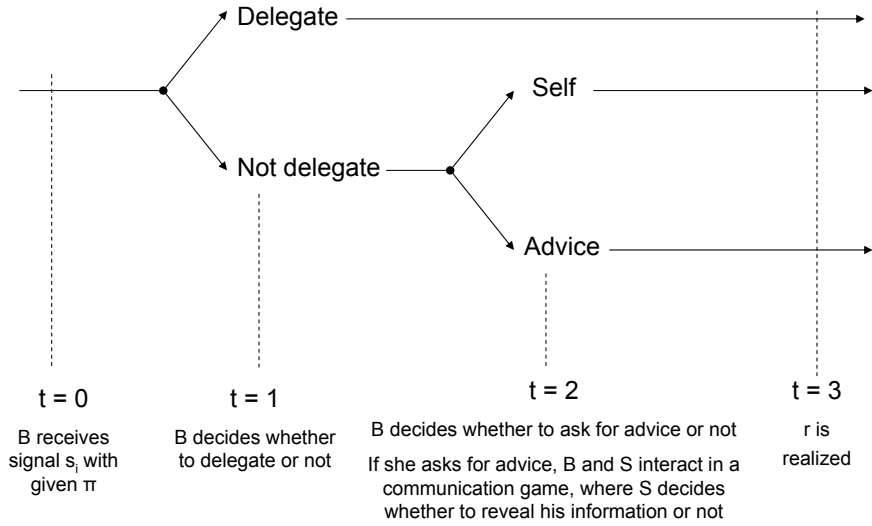 Delegate
Self
Not delegate
Advice
t = 0
t = 1
t = 2
t = 3
B receives
signal s_i with
given π
B decides whether
to delegate or not
B decides whether to ask for advice or not
If she asks for advice, B and S interact in a
communication game, where S decides
whether to reveal his information or not
r is
realized